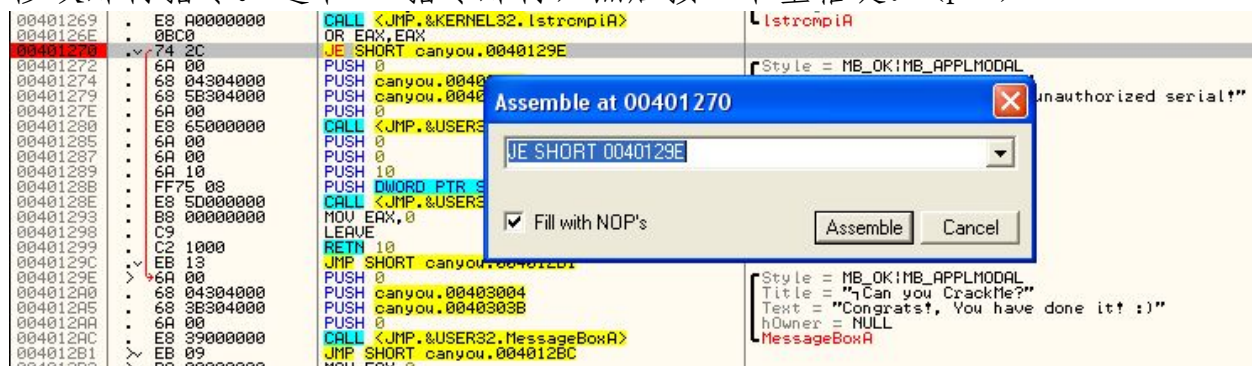 00401269 . E8 A0000000 CALL <JMP.&KERNEL32.lstrcmpiA> lstrcmpiA
0040126E . 0BC0 OR EAX,EAX
00401270 . 74 2C JE SHORT canyou.0040129E
00401272 . 6A 00 PUSH 0 Style = MB_OK|MB_APPLMODAL
00401274 . 68 04304000 PUSH canyou.0040
00401279 . 68 5B304000 PUSH canyou.0040 unauthorized serial!"
0040127E . 6A 00 PUSH 0
00401280 . E8 65000000 CALL <JMP.&USER3
00401285 . 6A 00 PUSH 0
00401287 . 6A 00 PUSH 0
00401289 . 6A 10 PUSH 10
0040128B . FF75 08 PUSH DWORD PTR S
0040128E . E8 5D000000 CALL <JMP.&USER3
00401293 . B8 00000000 MOV EAX,0
00401298 . C9 LEAVE
00401299 . C2 1000 RETN 10
0040129C . EB 13 JMP SHORT canyou.004012B1
0040129E > 6A 00 PUSH 0 Style = MB_OK|MB_APPLMODAL
004012A0 . 68 04304000 PUSH canyou.00403004 Title = "¬Can you CrackMe?"
004012A5 . 68 3B304000 PUSH canyou.0040303B Text = "Congrats!, You have done it! :)"
004012AA . 6A 00 PUSH 0 hOwner = NULL
004012AC . E8 39000000 CALL <JMP.&USER32.MessageBoxA> MessageBoxA
004012B1 > EB 09 JMP SHORT canyou.004012BC
Assemble at 00401270
JE SHORT 0040129E
Fill with NOP's
Assemble Cancel